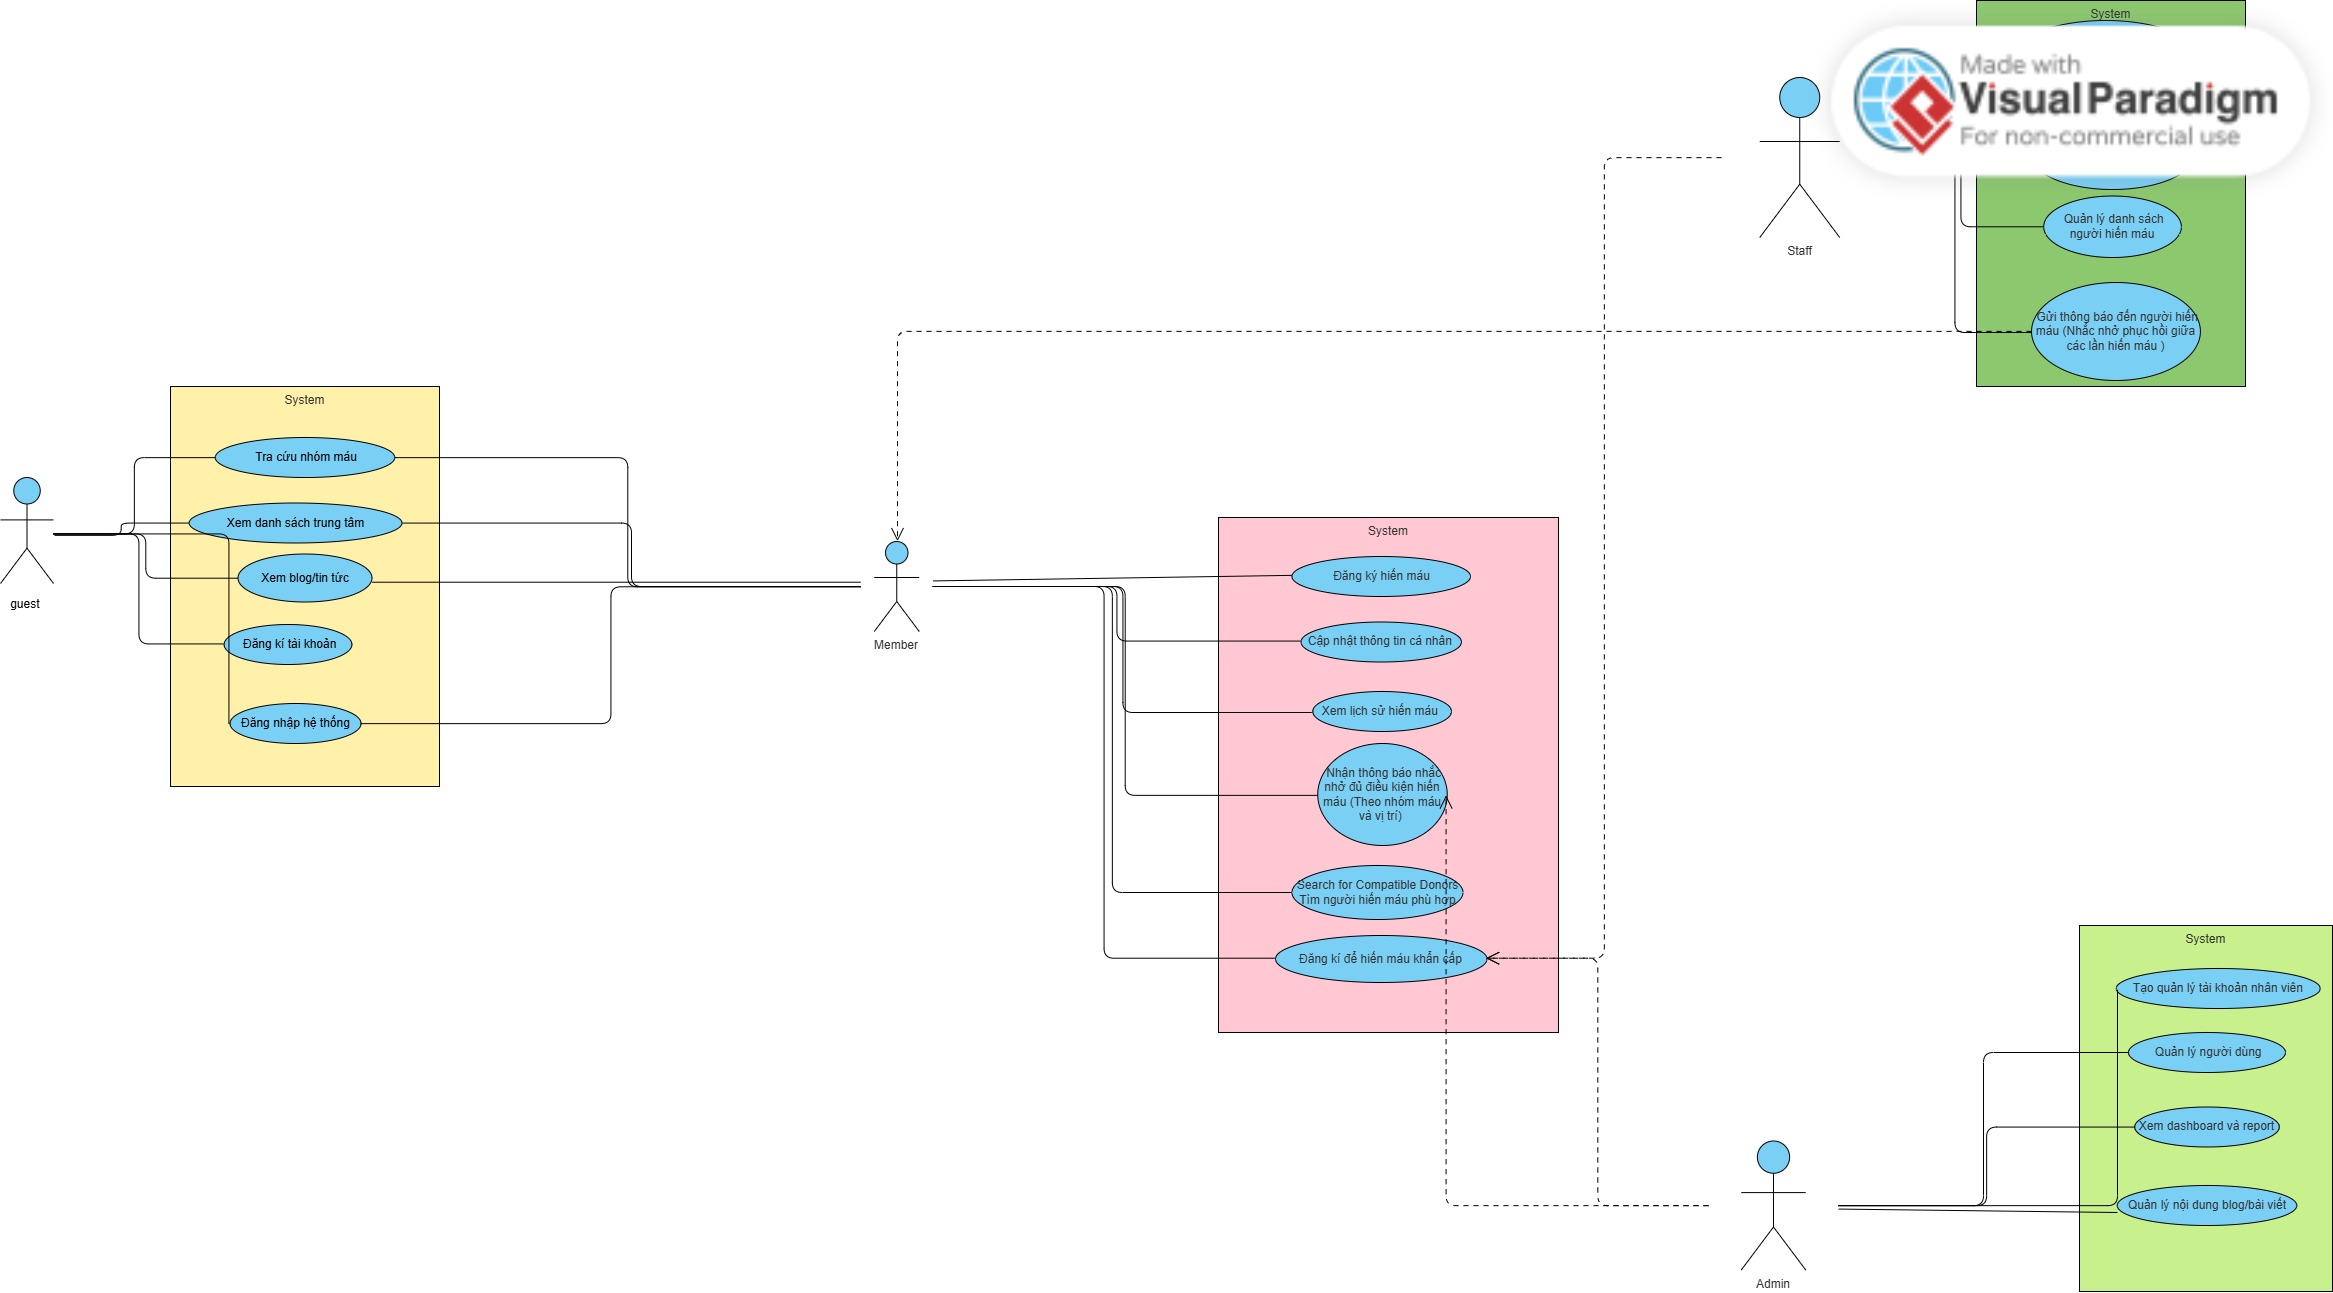 System
Made with
Visual Paradigm
For non-commercial use
Staff
Quản lý danh sách
người hiến máu
Gửi thông báo đến người hiến
máu (Nhắc nhở phục hồi giữa
các lần hiến máu )
System
Tra cứu nhóm máu
Xem danh sách trung tâm
Xem blog/tin tức
Đăng kí tài khoản
Đăng nhập hệ thống
guest
Member
System
Đăng ký hiến máu
Cập nhật thông tin cá nhân
Xem lịch sử hiến máu
Nhận thông báo nhắc
nhở đủ điều kiện hiến
máu (Theo nhóm máu
và vị trí)
Search for Compatible Donors
Tìm người hiến máu phù hợp
Đăng kí để hiến máu khẩn cấp
System
Tạo quản lý tài khoản nhân viên
Quản lý người dùng
Xem dashboard và report
Quản lý nội dung blog/bài viết
Admin